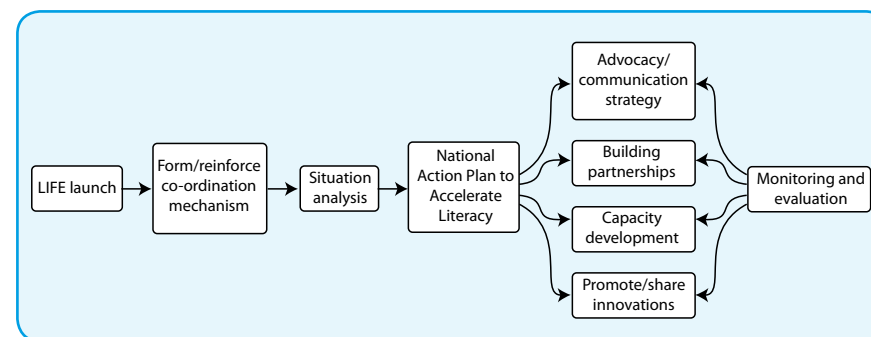 LIFE launch
Form/reinforce
co-ordination
mechanism
Situation
analysis
National
Action Plan to
Accelerate
Literacy
Advocacy/
communication
strategy
Building
partnerships
Capacity
development
Promote/share
innovations
Monitoring and
evaluation